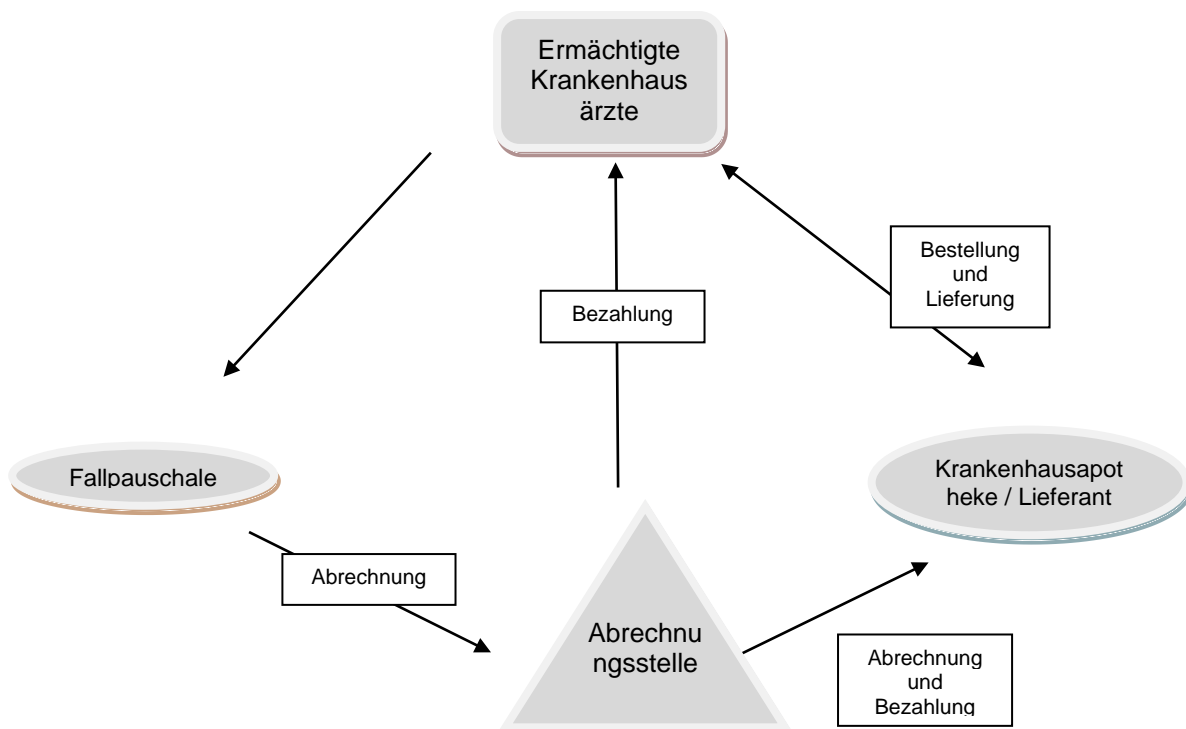 Ermächtigte
Krankenhaus
ärzte
Bestellung
und
Lieferung
Bezahlung
Fallpauschale
Krankenhausapot
heke / Lieferant
Abrechnung
Abrechnu
ngsstelle
Abrechnung
und
Bezahlung